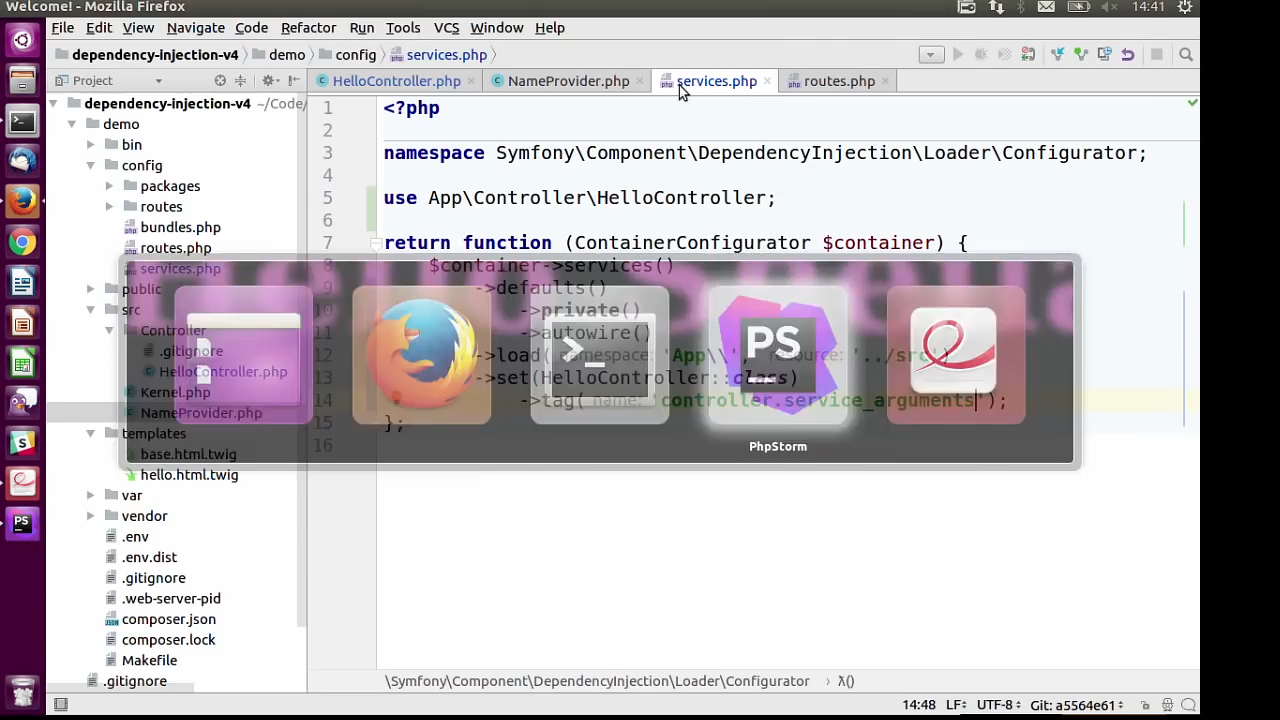 Welcome! - Mozilla Firefox
14:41
File Edit View Navigate Code Refactor Run Tools VCS Window Help
dependency-injection-v4 demo config services.php
Project
HelloController.php NameProvider.php services.php routes.php
dependency-injection-v4 ~/Code/
demo
bin
config
packages
routes
bundles.php
routes.php
services.php
public
src
Controller
.gitignore
HelloController.php
Kernel.php
NameProvider.php
templates
base.html.twig
hello.html.twig
var
vendor
.env
.env.dist
.gitignore
.web-server-pid
composer.json
composer.lock
Makefile
.gitignore
1 <?php
2
3 namespace Symfony\Component\DependencyInjection\Loader\Configurator;
4
5 use App\Controller\HelloController;
6
7 return function (ContainerConfigurator $container) {
8 $container->services()
9 ->defaults()
10 ->private()
11 ->autowire()
12 ->load( namespace: 'App\\', resource: '../src')
13 ->set(HelloController::class)
14 ->tag( name: 'controller.service_arguments');
15 };
16
PS
PhpStorm
\Symfony\Component\DependencyInjection\Loader\Configurator λ()
14:48 LF÷ UTF-8÷ Git: a5564e61÷